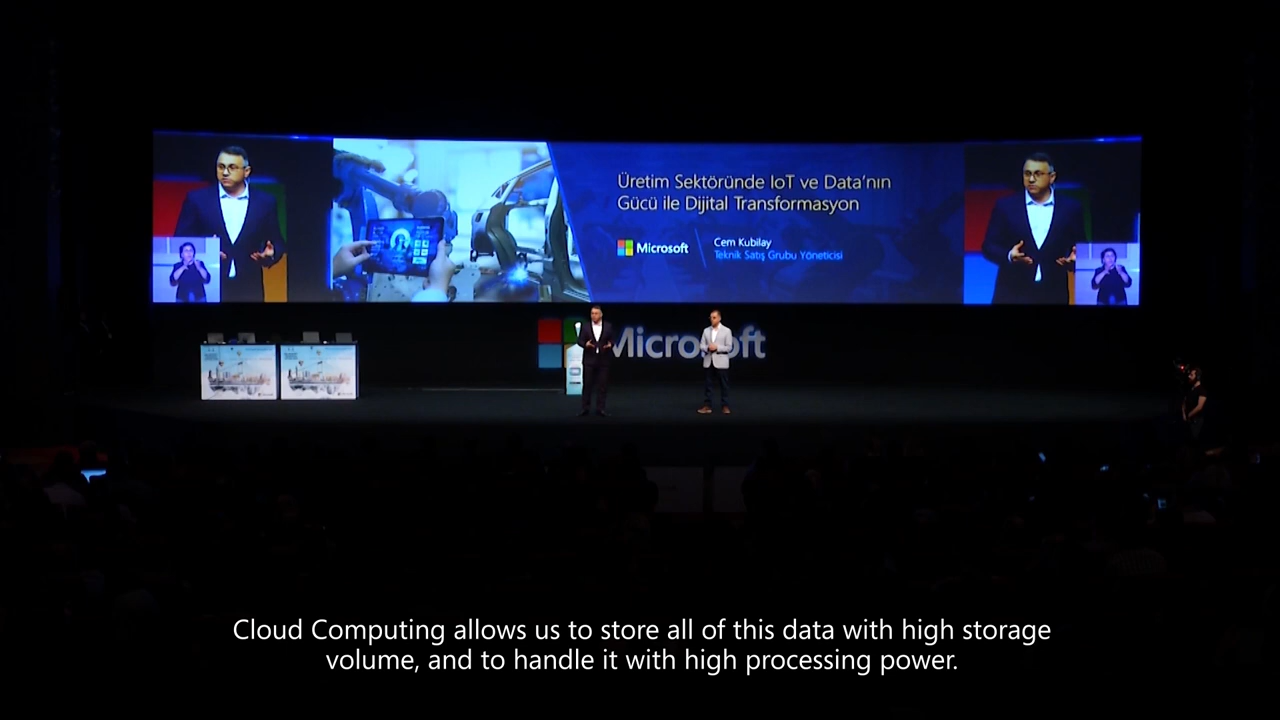 Üretim Sektöründe IoT ve Data'nın
Gücü ile Dijital Transformasyon
Microsoft
Cem Kubilay
Teknik Satış Grubu Yöneticisi
Microsoft
Cloud Computing allows us to store all of this data with high storage
volume, and to handle it with high processing power.